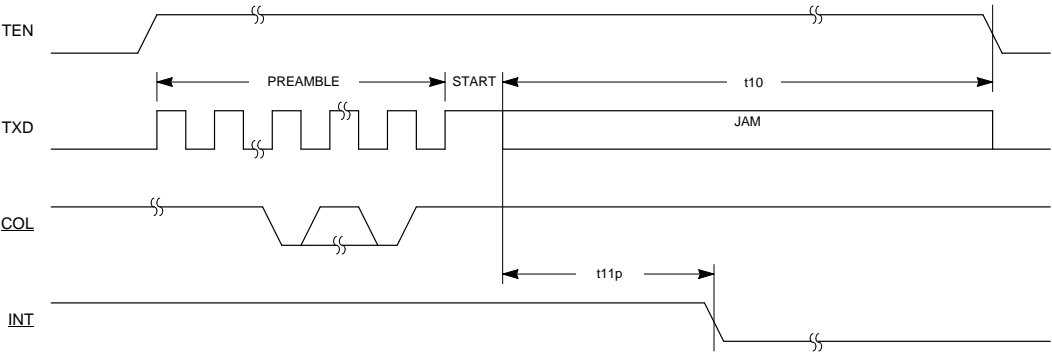 TEN
PREAMBLE START t10
TXD JAM
COL
t11p
INT